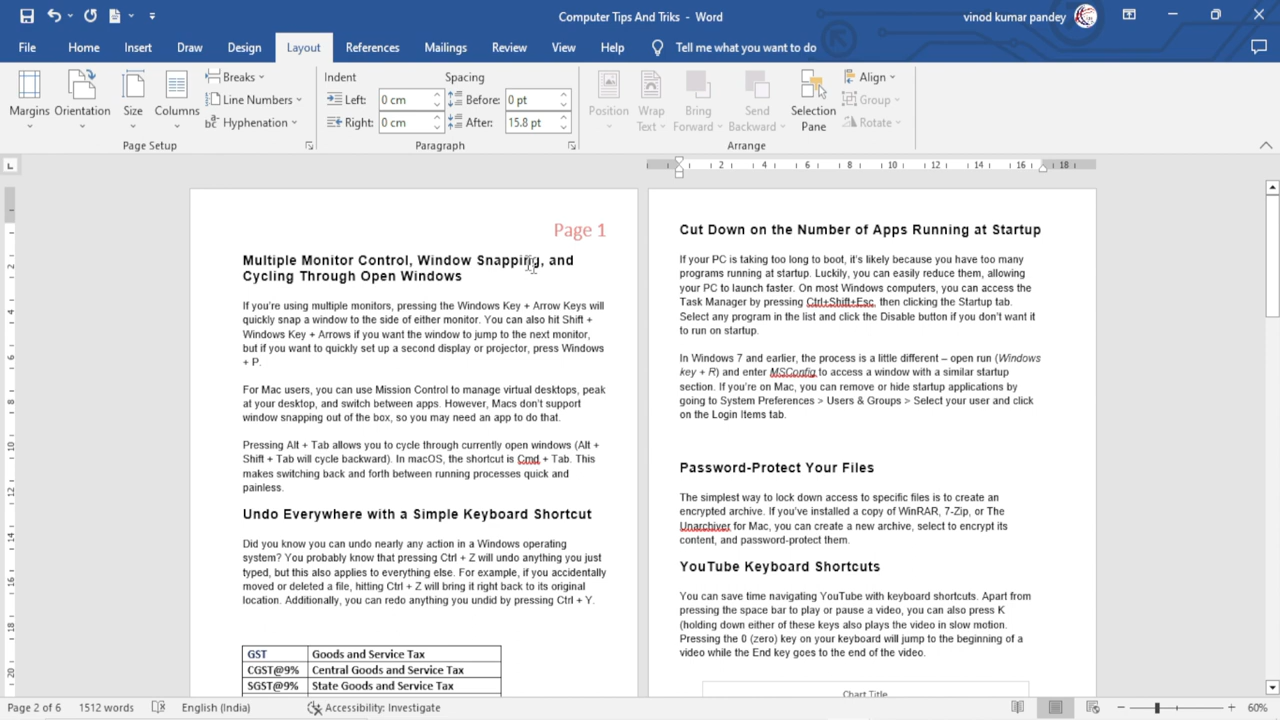 Computer Tips And Triks - Word
vinod kumar pandey
File Home Insert Draw Design Layout References Mailings Review View Help Tell me what you want to do
Margins Orientation Size Columns
Breaks
Line Numbers
Hyphenation
Page Setup
Indent Spacing
Left: 0 cm Before: 0 pt
Right: 0 cm After: 15.8 pt
Paragraph
Position Wrap Text Bring Forward Send Backward Selection Pane
Align
Group
Rotate
Arrange
L
2 4 6 8 10 12 14 16 18
2
4
6
8
10
12
14
16
18
20
Page 1
Multiple Monitor Control, Window Snapping, and
Cycling Through Open Windows
If you’re using multiple monitors, pressing the Windows Key + Arrow Keys will
quickly snap a window to the side of either monitor. You can also hit Shift +
Windows Key + Arrows if you want the window to jump to the next monitor,
but if you want to quickly set up a second display or projector, press Windows
+ P.
For Mac users, you can use Mission Control to manage virtual desktops, peak
at your desktop, and switch between apps. However, Macs don’t support
window snapping out of the box, so you may need an app to do that.
Pressing Alt + Tab allows you to cycle through currently open windows (Alt +
Shift + Tab will cycle backward). In macOS, the shortcut is Cmd + Tab. This
makes switching back and forth between running processes quick and
painless.
Undo Everywhere with a Simple Keyboard Shortcut
Did you know you can undo nearly any action in a Windows operating
system? You probably know that pressing Ctrl + Z will undo anything you just
typed, but this also applies to everything else. For example, if you accidentally
moved or deleted a file, hitting Ctrl + Z will bring it right back to its original
location. Additionally, you can redo anything you undid by pressing Ctrl + Y.
GST Goods and Service Tax
CGST@9% Central Goods and Service Tax
SGST@9% State Goods and Service Tax
Cut Down on the Number of Apps Running at Startup
If your PC is taking too long to boot, it’s likely because you have too many
programs running at startup. Luckily, you can easily reduce them, allowing
your PC to launch faster. On most Windows computers, you can access the
Task Manager by pressing Ctrl+Shift+Esc, then clicking the Startup tab.
Select any program in the list and click the Disable button if you don’t want it
to run on startup.
In Windows 7 and earlier, the process is a little different – open run (Windows
key + R) and enter MSConfig to access a window with a similar startup
section. If you’re on Mac, you can remove or hide startup applications by
going to System Preferences > Users & Groups > Select your user and click
on the Login Items tab.
Password-Protect Your Files
The simplest way to lock down access to specific files is to create an
encrypted archive. If you’ve installed a copy of WinRAR, 7-Zip, or The
Unarchiver for Mac, you can create a new archive, select to encrypt its
content, and password-protect them.
YouTube Keyboard Shortcuts
You can save time navigating YouTube with keyboard shortcuts. Apart from
pressing the space bar to play or pause a video, you can also press K
(holding down either of these keys also plays the video in slow motion.
Pressing the 0 (zero) key on your keyboard will jump to the beginning of a
video while the End key goes to the end of the video.
Chart Title
Page 2 of 6 1512 words English (India) Accessibility: Investigate 60%